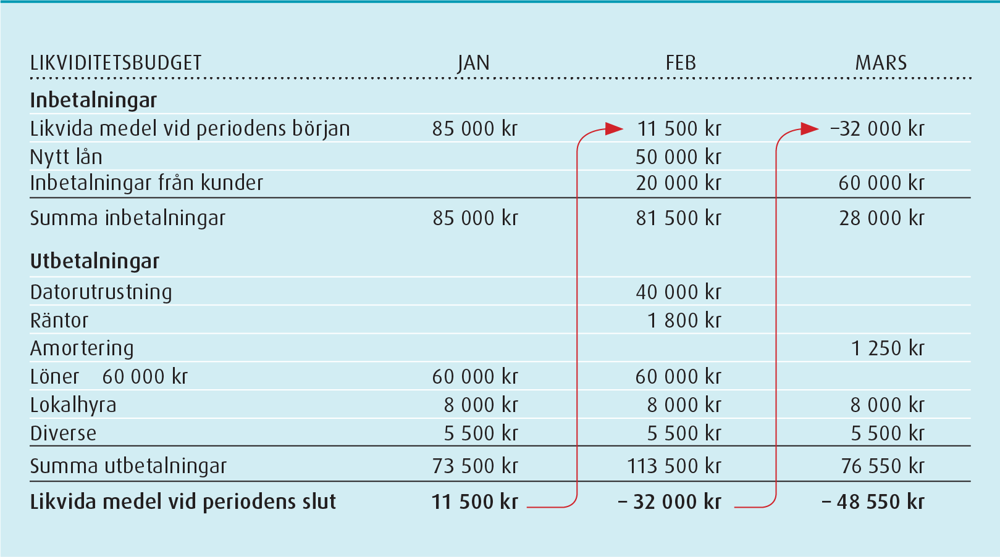 LIKVIDITETSBUDGET JAN FEB MARS
Inbetalningar
Likvida medel vid periodens början 85 000 kr 11 500 kr –32 000 kr
Nytt lån 50 000 kr
Inbetalningar från kunder 20 000 kr 60 000 kr
Summa inbetalningar 85 000 kr 81 500 kr 28 000 kr
Utbetalningar
Datorutrustning 40 000 kr
Räntor 1 800 kr
Amortering 1 250 kr
Löner 60 000 kr 60 000 kr 60 000 kr
Lokalhyra 8 000 kr 8 000 kr 8 000 kr
Diverse 5 500 kr 5 500 kr 5 500 kr
Summa utbetalningar 73 500 kr 113 500 kr 76 550 kr
Likvida medel vid periodens slut 11 500 kr – 32 000 kr – 48 550 kr